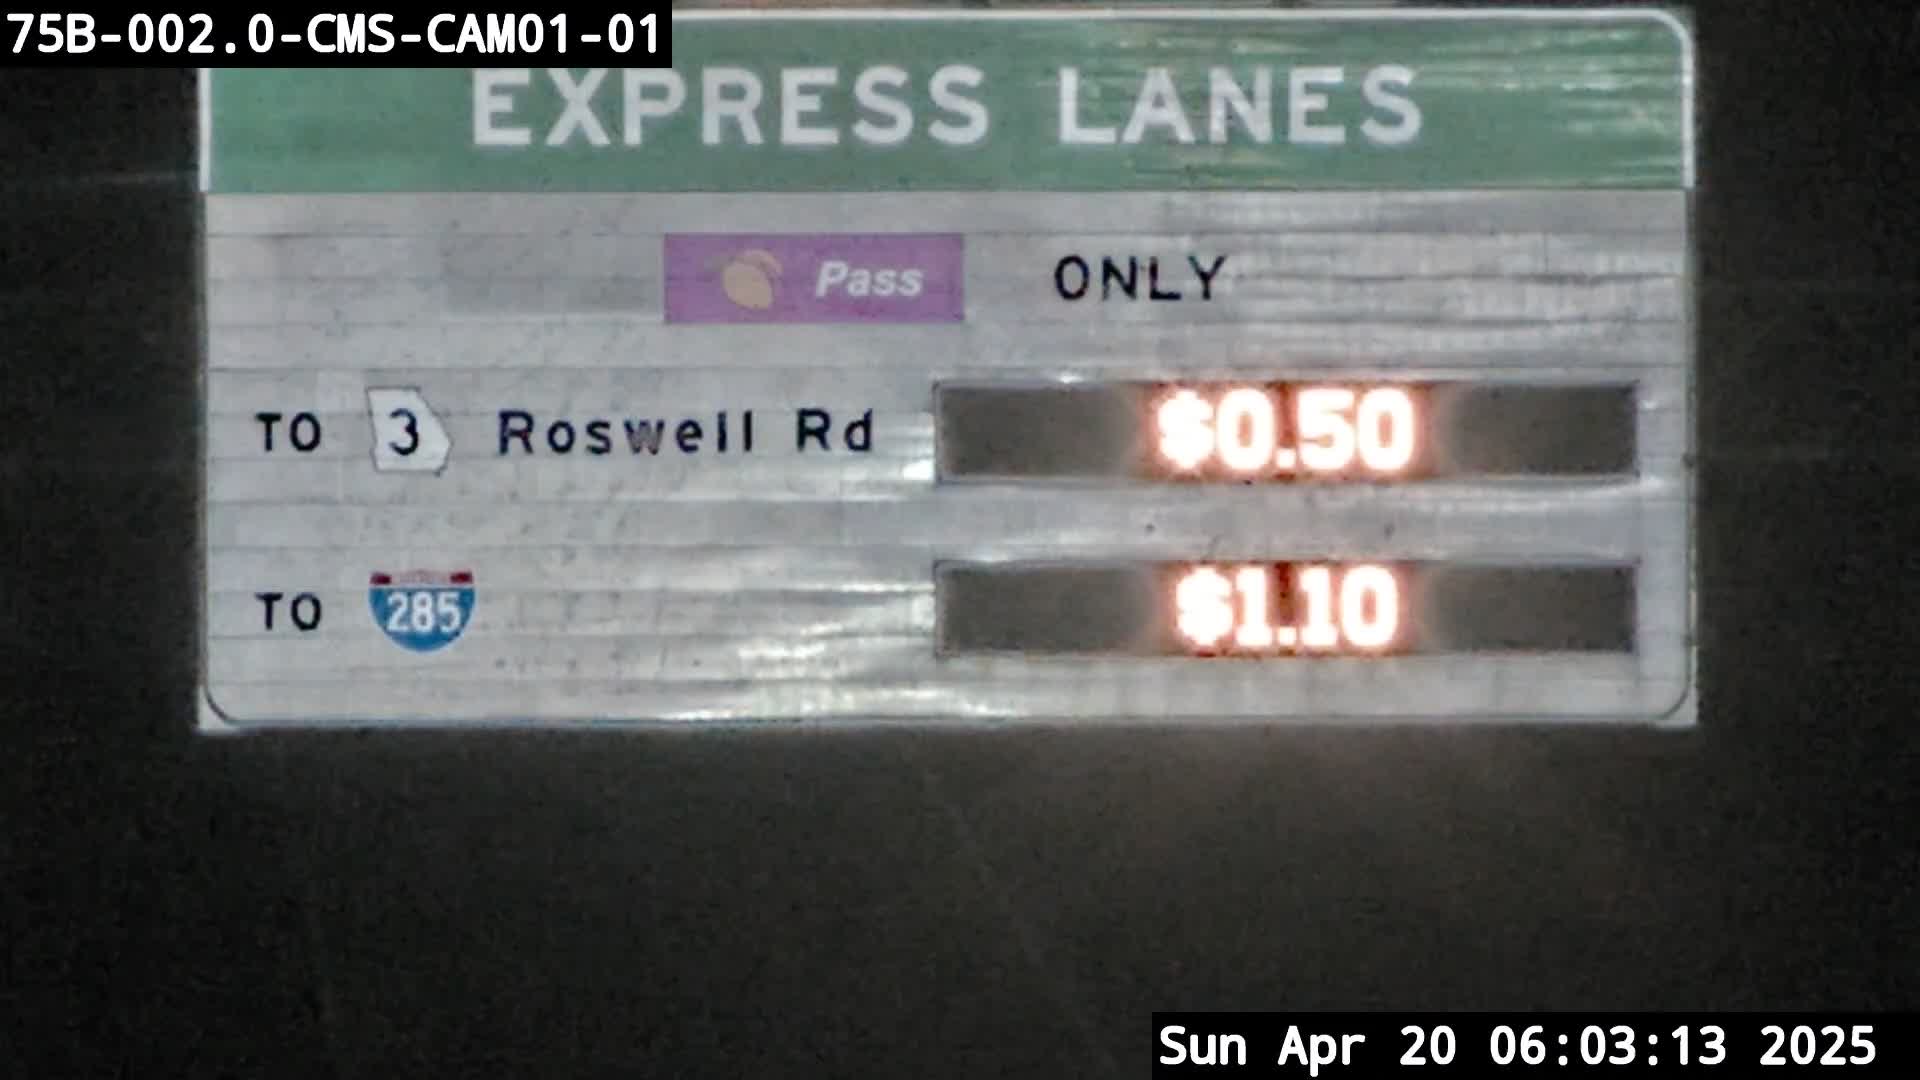 75B-002.0-CMS-CAM01-01
EXPRESS LANES
Pass ONLY
TO 3 Roswell Rd $0.50
TO 285 $1.10
Sun Apr 20 06:03:13 2025